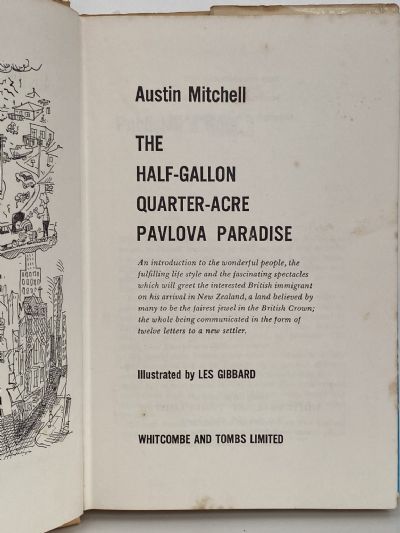 Austin Mitchell
THE
HALF-GALLON
QUARTER-ACRE
PAVLOVA PARADISE
An introduction to the wonderful people, the
fulfilling life style and the fascinating spectacles
which will greet the interested British immigrant
on his arrival in New Zealand, a land believed by
many to be the fairest jewel in the British Crown;
the whole being communicated in the form of
twelve letters to a new settler.
Illustrated by LES GIBBARD
WHITCOMBE AND TOMBS LIMITED